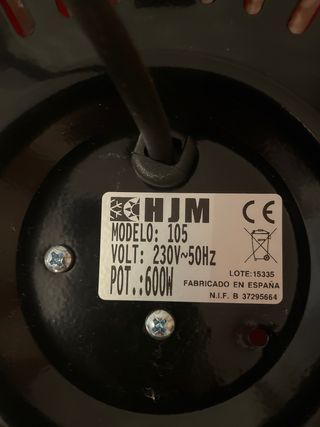 HJM
CE
MODELO: 105
VOLT: 230V~50Hz
POT.:600W
LOTE:15335
FABRICADO EN ESPAÑA
N.I.F. B 37295664